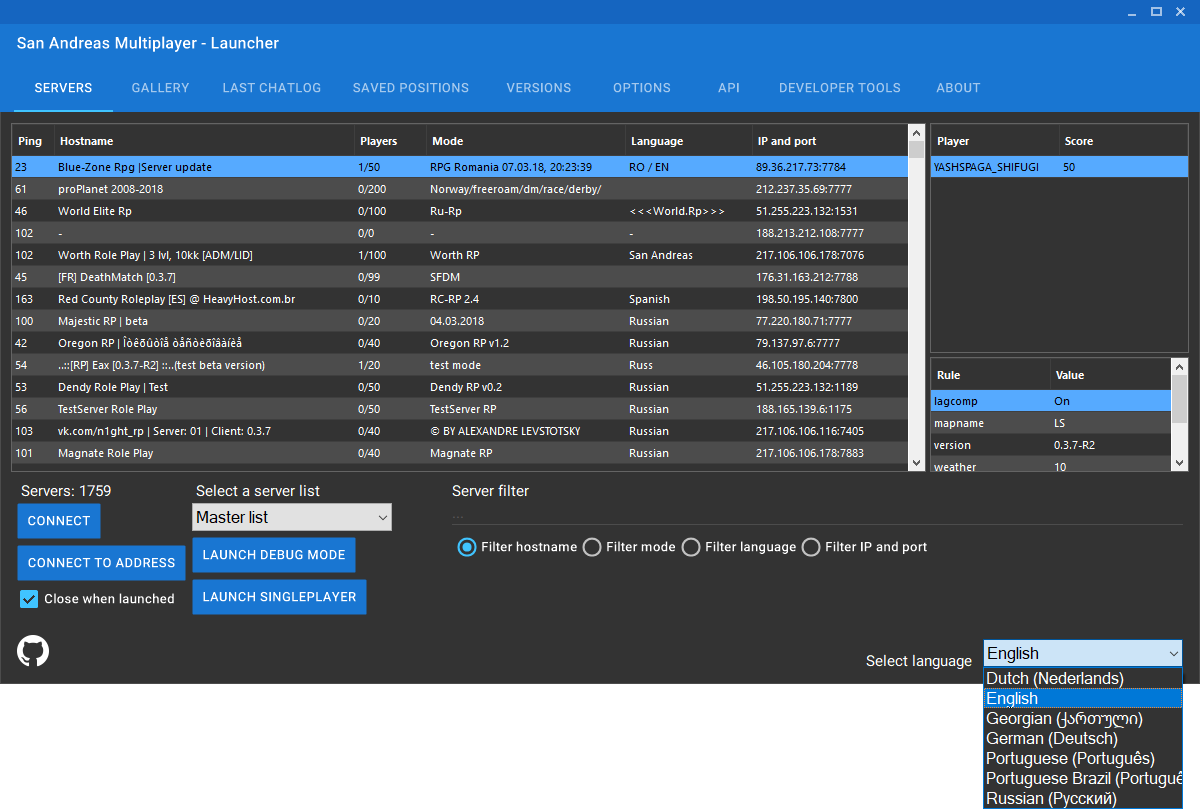 San Andreas Multiplayer - Launcher
SERVERS GALLERY LAST CHATLOG SAVED POSITIONS VERSIONS OPTIONS API DEVELOPER TOOLS ABOUT
Ping Hostname Players Mode Language IP and port
23 Blue-Zone Rpg |Server update 1/50 RPG Romania 07.03.18, 20:23:39 RO / EN 89.36.217.73:7784
61 proPlanet 2008-2018 0/200 Norway/freeroam/dm/race/derby/ 212.237.35.69:7777
46 World Elite Rp 0/100 Ru-Rp <<<World.Rp>>> 51.255.223.132:1531
102 - 0/0 - - 188.213.212.108:7777
102 Worth Role Play | 3 lvl, 10kk [ADM/LID] 1/100 Worth RP San Andreas 217.106.106.178:7076
45 [FR] DeathMatch [0.3.7] 0/99 SFDM 176.31.163.212:7788
163 Red County Roleplay [ES] @ HeavyHost.com.br 0/10 RC-RP 2.4 Spanish 198.50.195.140:7800
100 Majestic RP | beta 0/20 04.03.2018 Russian 77.220.180.71:7777
42 Oregon RP | Îòêðûòîå òåñòèðîâàíèå 0/40 Oregon RP v1.2 Russian 79.137.97.6:7777
54 ..::[RP] Eax [0.3.7-R2] ::..(test beta version) 1/20 test mode Russ 46.105.180.204:7778
53 Dendy Role Play | Test 0/50 Dendy RP v0.2 Russian 51.255.223.132:1189
56 TestServer Role Play 0/50 TestServer RP Russian 188.165.139.6:1175
103 vk.com/n1ght_rp | Server: 01 | Client: 0.3.7 0/40 © BY ALEXANDRE LEVSTOTSKY Russian 217.106.106.116:7405
101 Magnate Role Play 0/40 Magnate RP Russian 217.106.106.178:7883
Player Score
YASHSPAGA_SHIFUGI 50
Rule Value
lagcomp On
mapname LS
version 0.3.7-R2
weather 10
Servers: 1759
CONNECT
CONNECT TO ADDRESS
Close when launched
Select a server list
Master list
LAUNCH DEBUG MODE
LAUNCH SINGLEPLAYER
Server filter
...
Filter hostname Filter mode Filter language Filter IP and port
Select language English
Dutch (Nederlands)
English
Georgian (ქართული)
German (Deutsch)
Portuguese (Português)
Portuguese Brazil (Portuguê
Russian (Русский)